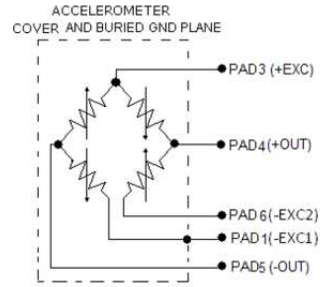 ACCELEROMETER
COVER AND BURIED GND PLANE
PAD3 (+EXC)
PAD4(+OUT)
PAD6(-EXC2)
PAD1(-EXC1)
PAD5(-OUT)